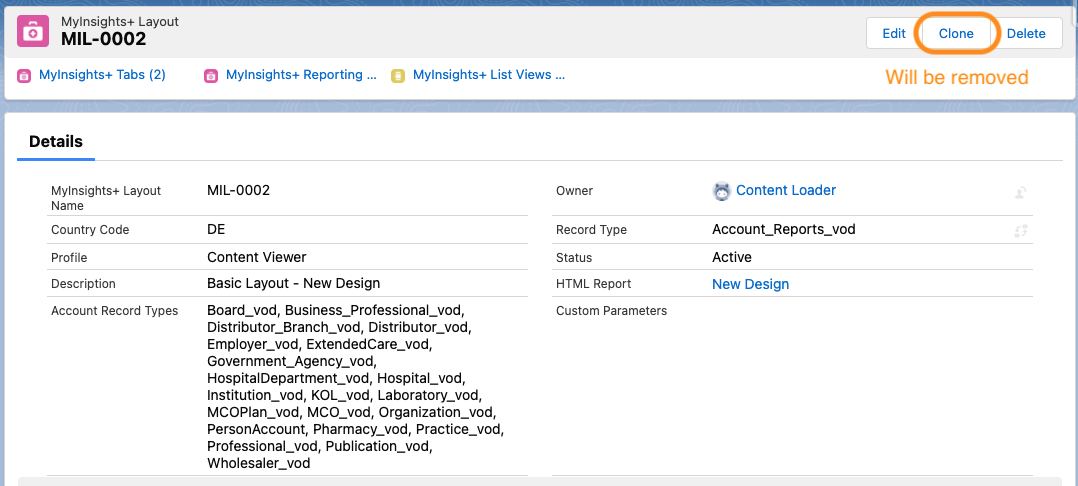 MyInsights+ Layout
MIL-0002
Edit
Clone
Delete
MyInsights+ Tabs (2)
MyInsights+ Reporting ...
MyInsights+ List Views ...
Will be removed
Details
MyInsights+ Layout
Name
MIL-0002
Owner
Content Loader
Country Code
DE
Record Type
Account_Reports_vod
Profile
Content Viewer
Status
Active
Description
Basic Layout - New Design
HTML Report
New Design
Account Record Types
Board_vod, Business_Professional_vod,
Distributor_Branch_vod, Distributor_vod,
Employer_vod, ExtendedCare_vod,
Government_Agency_vod,
HospitalDepartment_vod, Hospital_vod,
Institution_vod, KOL_vod, Laboratory_vod,
MCOPlan_vod, MCO_vod, Organization_vod,
PersonAccount, Pharmacy_vod, Practice_vod,
Professional_vod, Publication_vod,
Wholesaler_vod
Custom Parameters